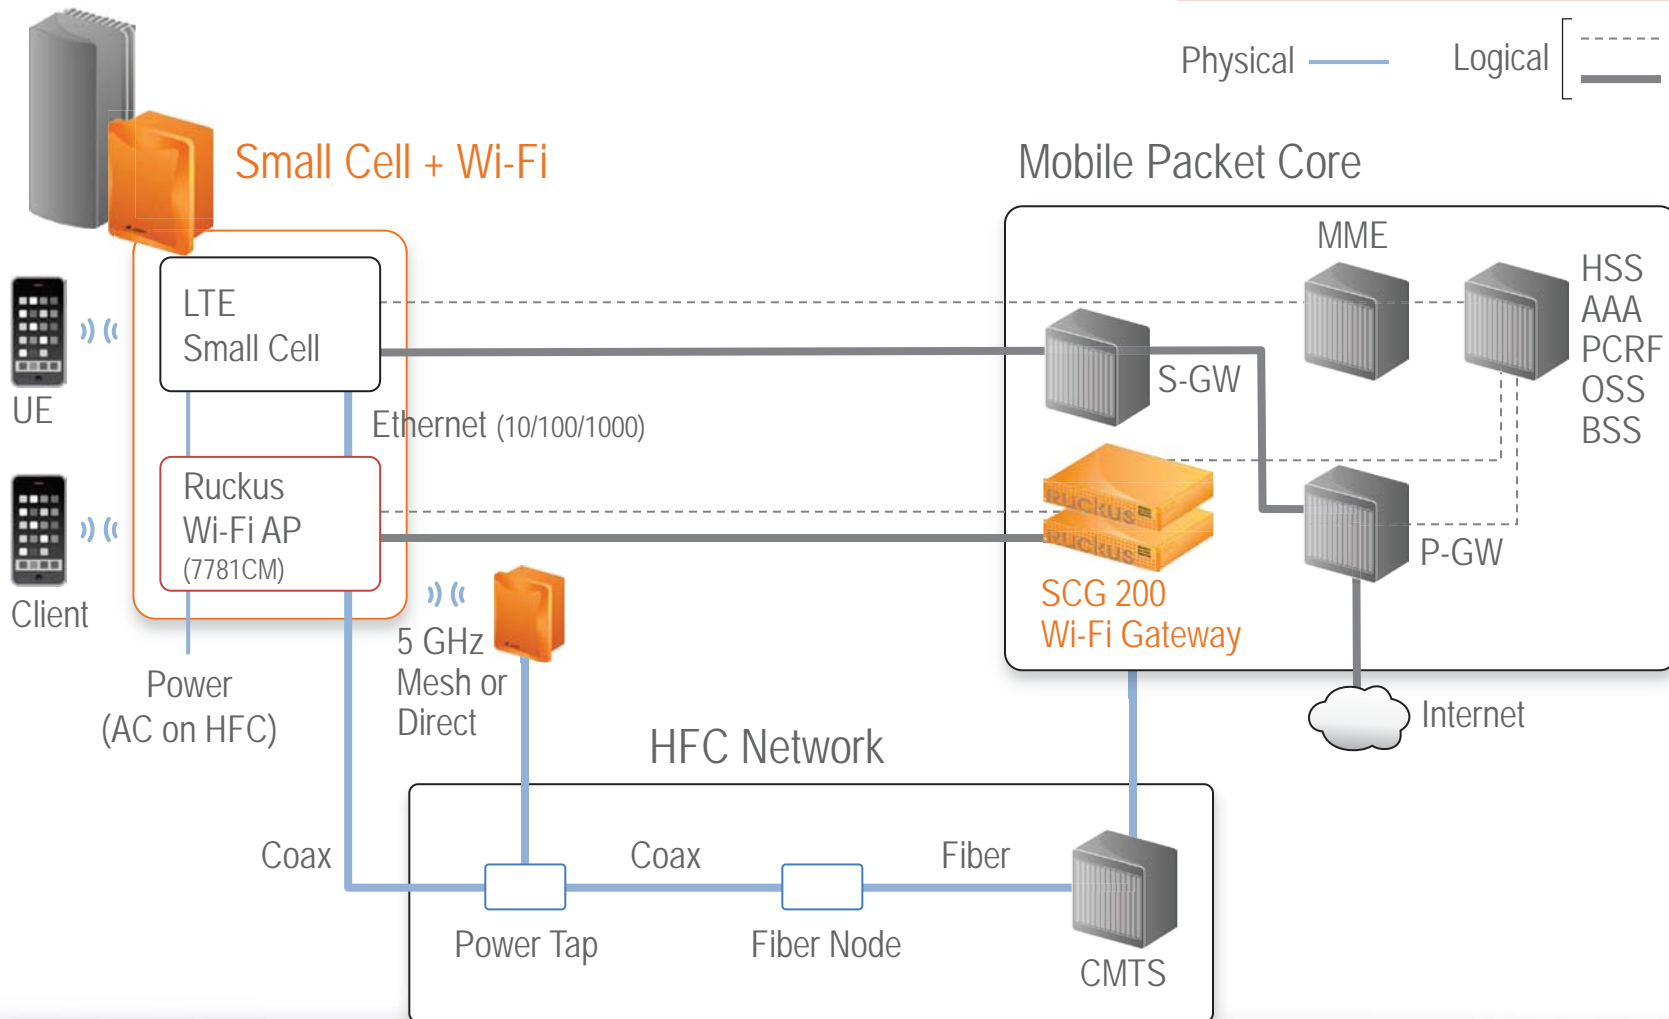 Physical
Logical
Small Cell + Wi-Fi
Mobile Packet Core
MME
HSS
AAA
PCRF
OSS
BSS
LTE
Small Cell
UE
S-GW
Ethernet (10/100/1000)
Ruckus
Wi-Fi AP
(7781CM)
RUCKUS
RUCKUS
P-GW
Client
SCG 200
Wi-Fi Gateway
5 GHz
Mesh or
Direct
Power
(AC on HFC)
Internet
HFC Network
Coax
Coax
Fiber
Power Tap
Fiber Node
CMTS